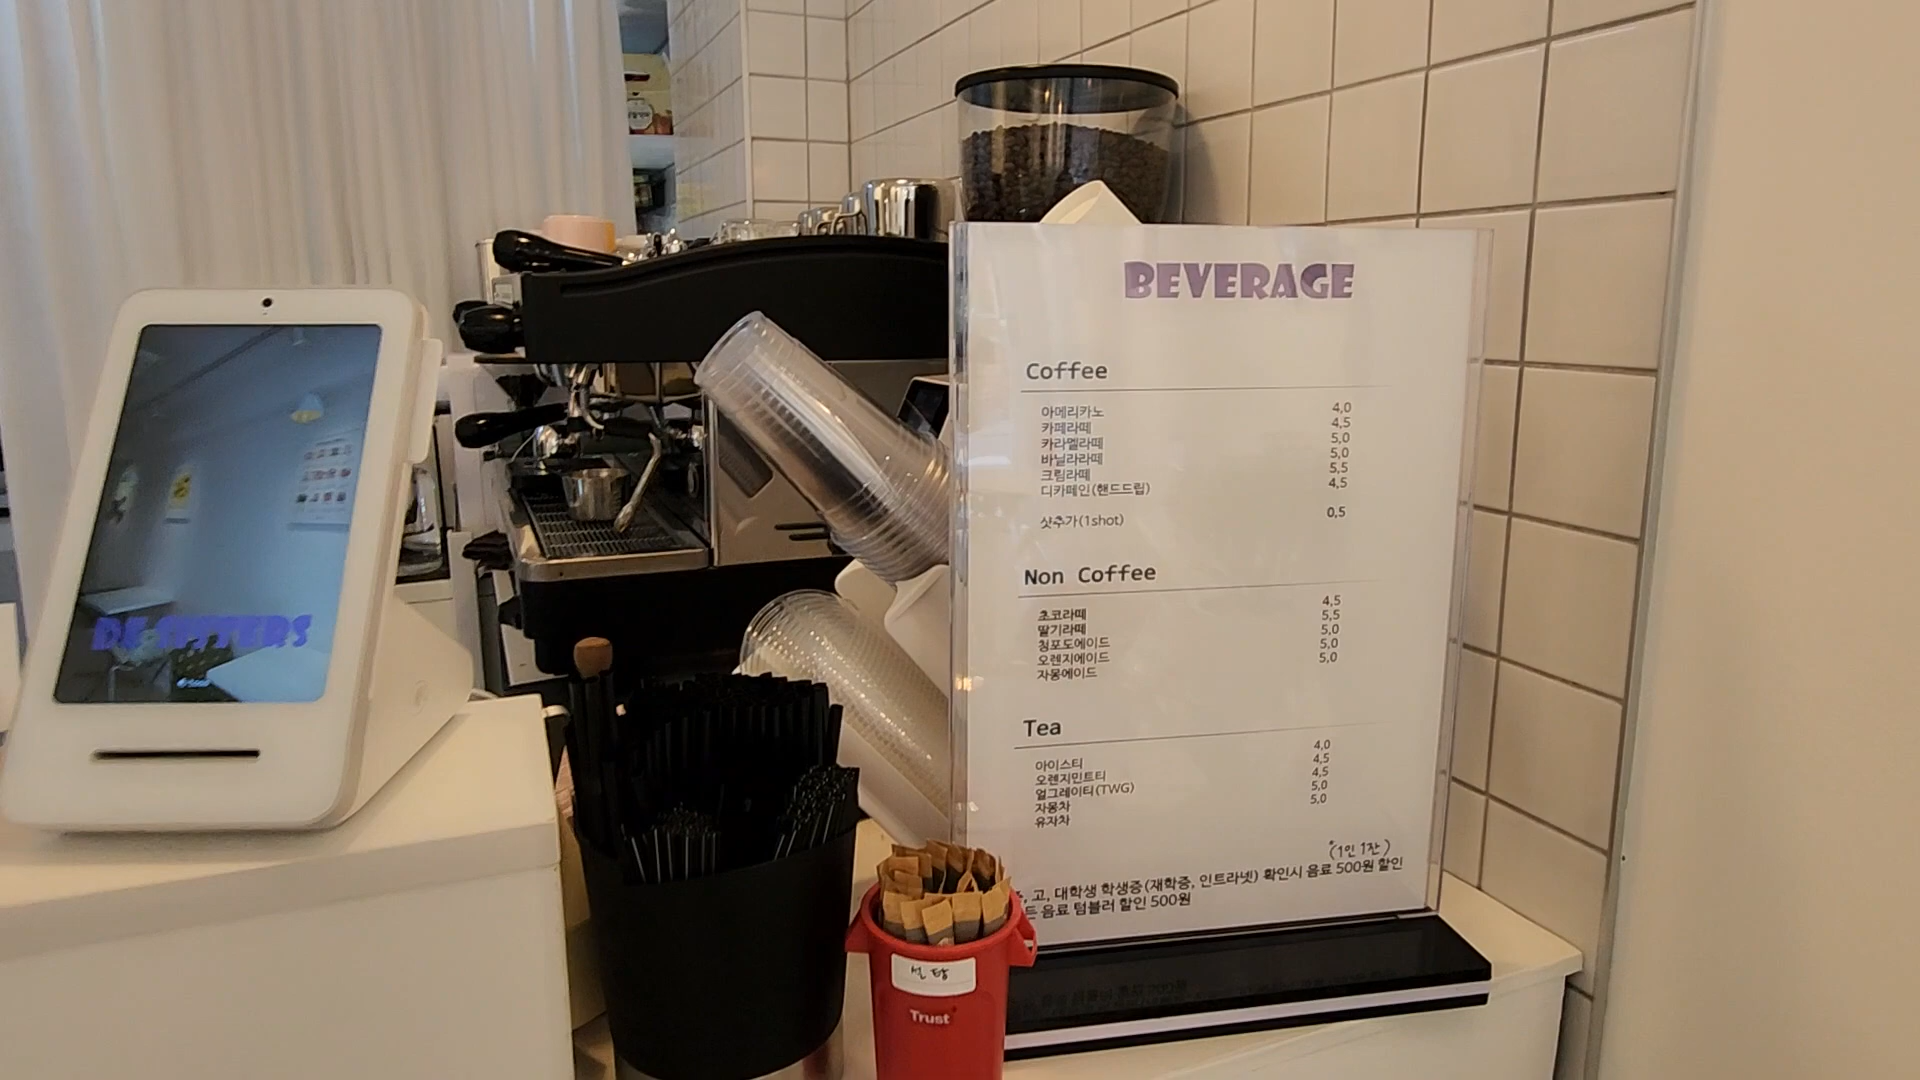 BEVERAGE
Coffee
아메리카노 4,0
카페라떼 4,5
카라멜라떼 5,0
바닐라라떼 5,0
크림라떼 5,5
디카페인(핸드드립) 4,5
샷추가(1shot) 0,5
Non Coffee
초코라떼 4,5
딸기라떼 5,5
청포도에이드 5,0
오렌지에이드 5,0
자몽에이드 5,0
Tea
아이스티 4,0
오렌지민트티 4,5
얼그레이티(TWG) 4,5
자몽차 5,0
유자차 5,0
*(1인 1잔)
, 고, 대학생 학생증(재학증, 인트라넷) 확인시 음료 500원 할인
든 음료 텀블러 할인 500원
DE SISTERS
설탕
Trust